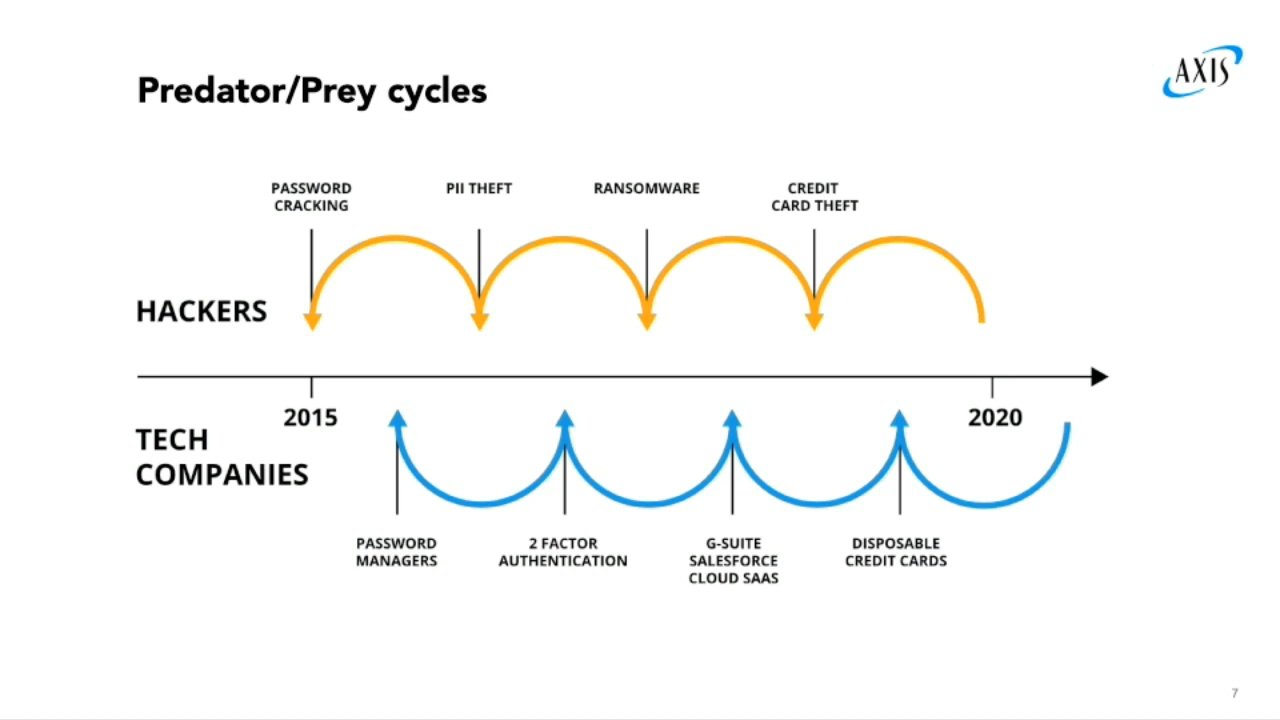 AXIS
Predator/Prey cycles
PASSWORD
CRACKING
PII THEFT
RANSOMWARE
CREDIT
CARD THEFT
HACKERS
2015
2020
TECH
COMPANIES
PASSWORD
MANAGERS
2 FACTOR
AUTHENTICATION
G-SUITE
SALESFORCE
CLOUD SAAS
DISPOSABLE
CREDIT CARDS
7